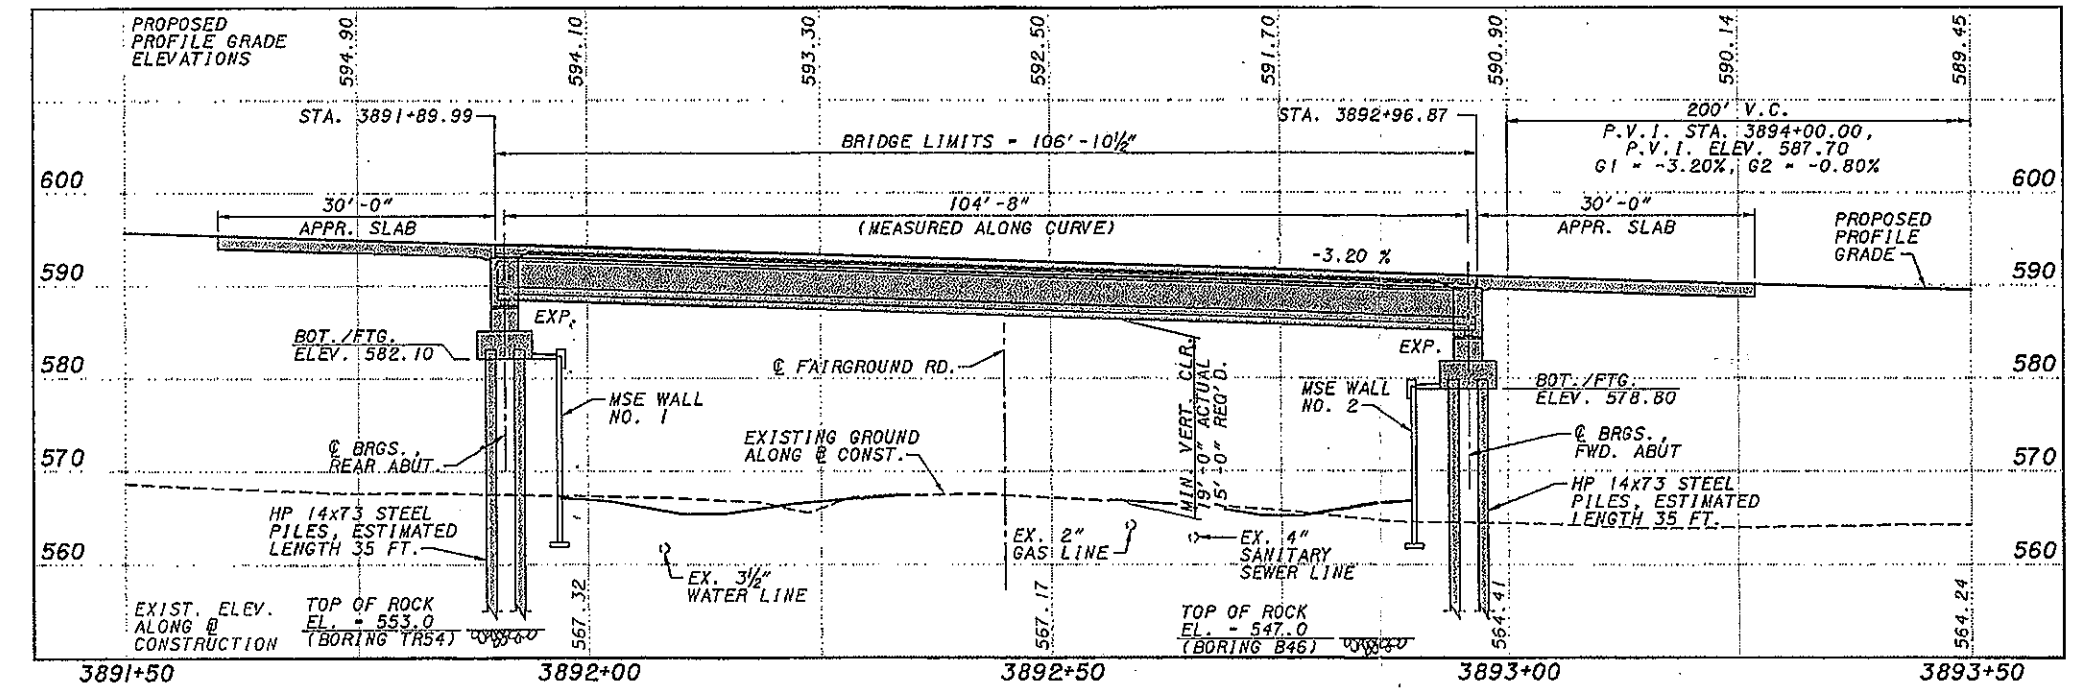 PROPOSED
PROFILE GRADE
ELEVATIONS
594.90
594.10
593.30
592.50
591.70
590.90
590.14
589.45
STA. 3891+89.99
STA. 3892+96.87
BRIDGE LIMITS = 106'-10½"
200' V.C.
P.V.I. STA. 3894+00.00,
P.V.I. ELEV. 587.70
G1 = -3.20%, G2 = -0.80%
600
600
30'-0"
APPR. SLAB
104'-8"
(MEASURED ALONG CURVE)
30'-0"
APPR. SLAB
PROPOSED
PROFILE
GRADE
-3.20 %
590
590
EXP.
EXP.
BOT./FTG.
ELEV. 582.10
℄ FAIRGROUND RD.
MIN. VERT. CLR.
19'-0" ACTUAL
15'-0" REQ'D.
580
580
MSE WALL
NO. 1
MSE WALL
NO. 2
BOT./FTG.
ELEV. 578.80
℄ BRGS.,
REAR ABUT.
EXISTING GROUND
ALONG ℄ CONST.
℄ BRGS.,
FWD. ABUT
570
570
HP 14x73 STEEL
PILES, ESTIMATED
LENGTH 35 FT.
HP 14x73 STEEL
PILES, ESTIMATED
LENGTH 35 FT.
560
560
EX. 3½"
WATER LINE
EX. 2"
GAS LINE
EX. 4"
SANITARY
SEWER LINE
EXIST. ELEV.
ALONG ℄
CONSTRUCTION
TOP OF ROCK
EL. = 553.0
(BORING TR54)
567.32
567.17
TOP OF ROCK
EL. = 547.0
(BORING B46)
564.41
564.24
3891+50
3892+00
3892+50
3893+00
3893+50